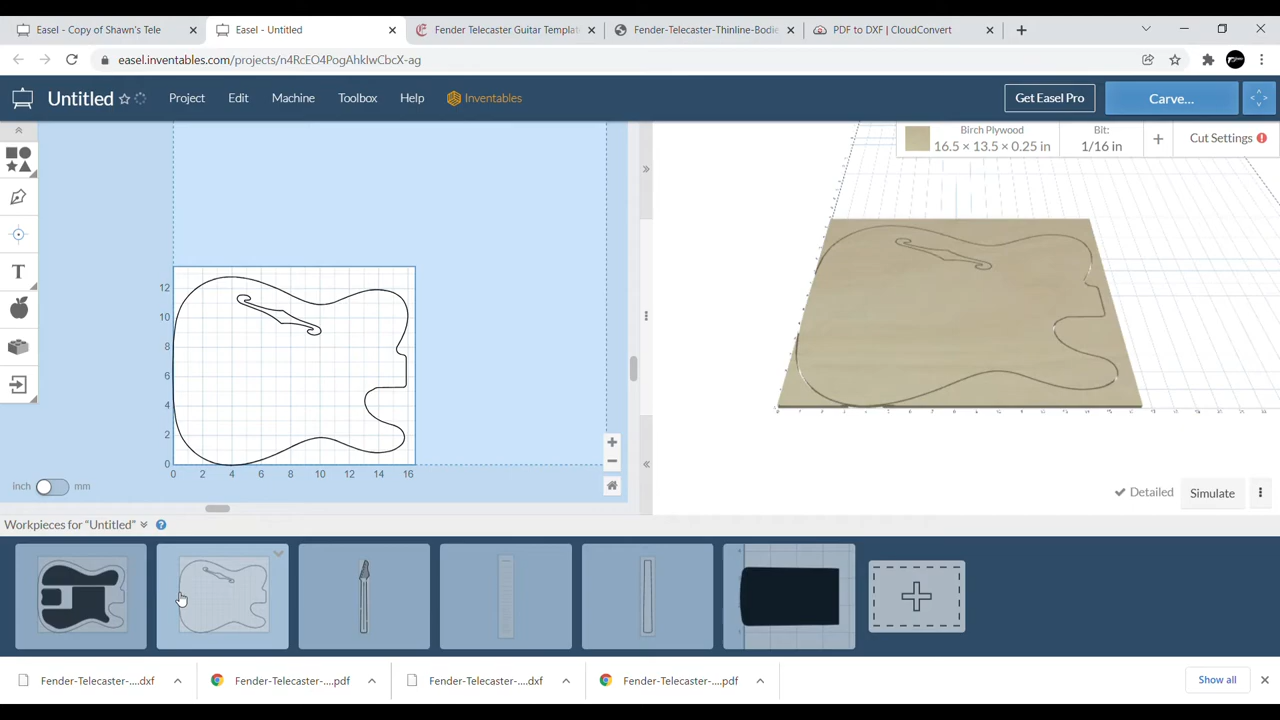 Easel - Copy of Shawn's Tele
Easel - Untitled
Fender Telecaster Guitar Templat
Fender-Telecaster-Thinline-Bodie
PDF to DXF | CloudConvert
easel.inventables.com/projects/n4RcEO4PogAhklwCbcX-ag
Untitled
Project
Edit
Machine
Toolbox
Help
Inventables
Get Easel Pro
Carve...
Birch Plywood
16.5 × 13.5 × 0.25 in
Bit:
1/16 in
Cut Settings
T
12
10
8
6
4
2
0
0 2 4 6 8 10 12 14 16
inch
mm
Detailed
Simulate
Workpieces for "Untitled"
Fender-Telecaster-....dxf
Fender-Telecaster-....pdf
Fender-Telecaster-....dxf
Fender-Telecaster-....pdf
Show all